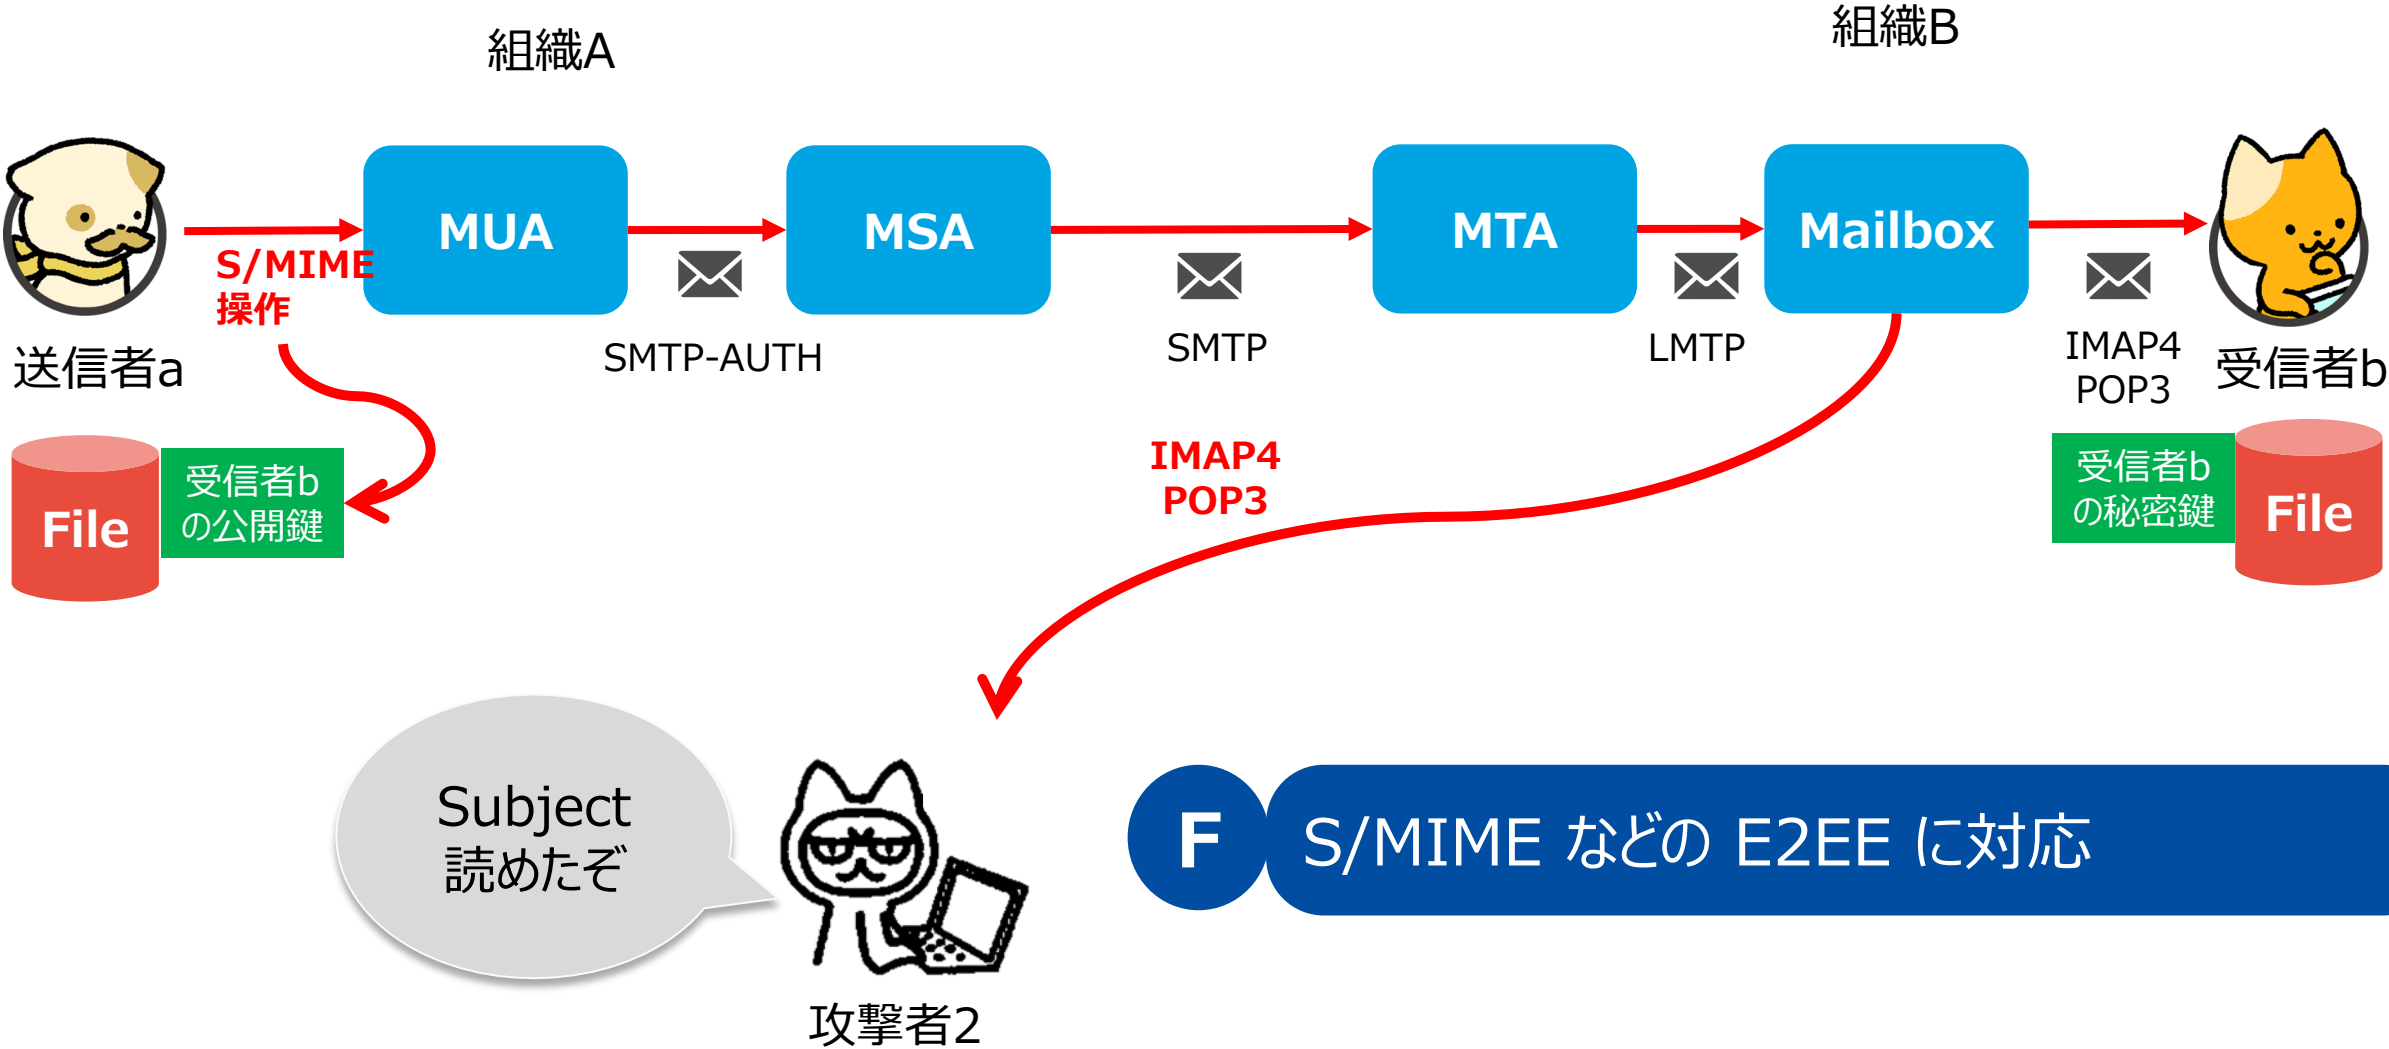 組織A
組織B
MUA
MSA
MTA
Mailbox
S/MIME
操作
送信者a
SMTP-AUTH
SMTP
LMTP
IMAP4
POP3
受信者b
File
受信者b
の公開鍵
IMAP4
POP3
受信者b
の秘密鍵
File
Subject
読めたぞ
攻撃者2
F
S/MIME などの E2EE に対応